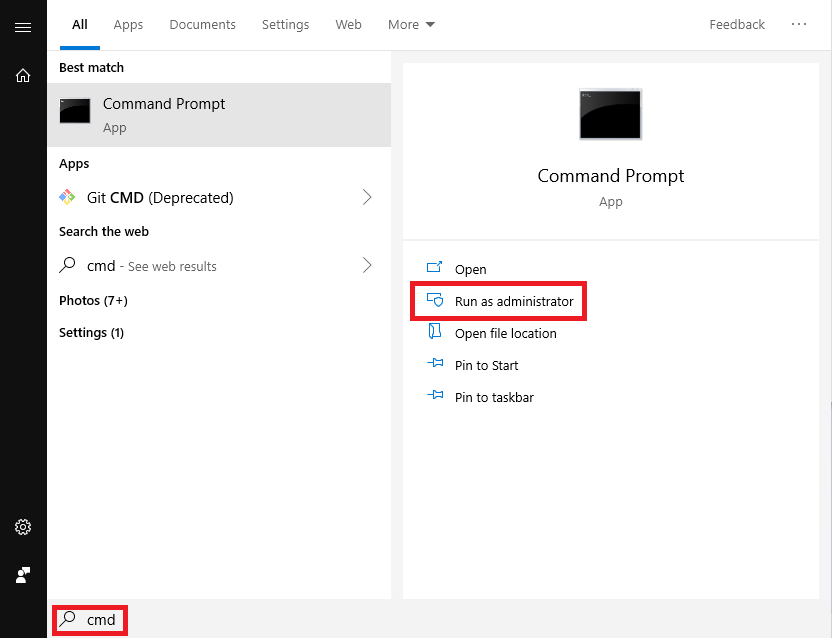 All Apps Documents Settings Web More Feedback ...
Best match
Command Prompt
App
Apps
Git CMD (Deprecated)
Search the web
cmd - See web results
Photos (7+)
Settings (1)
Command Prompt
App
Open
Run as administrator
Open file location
Pin to Start
Pin to taskbar
cmd